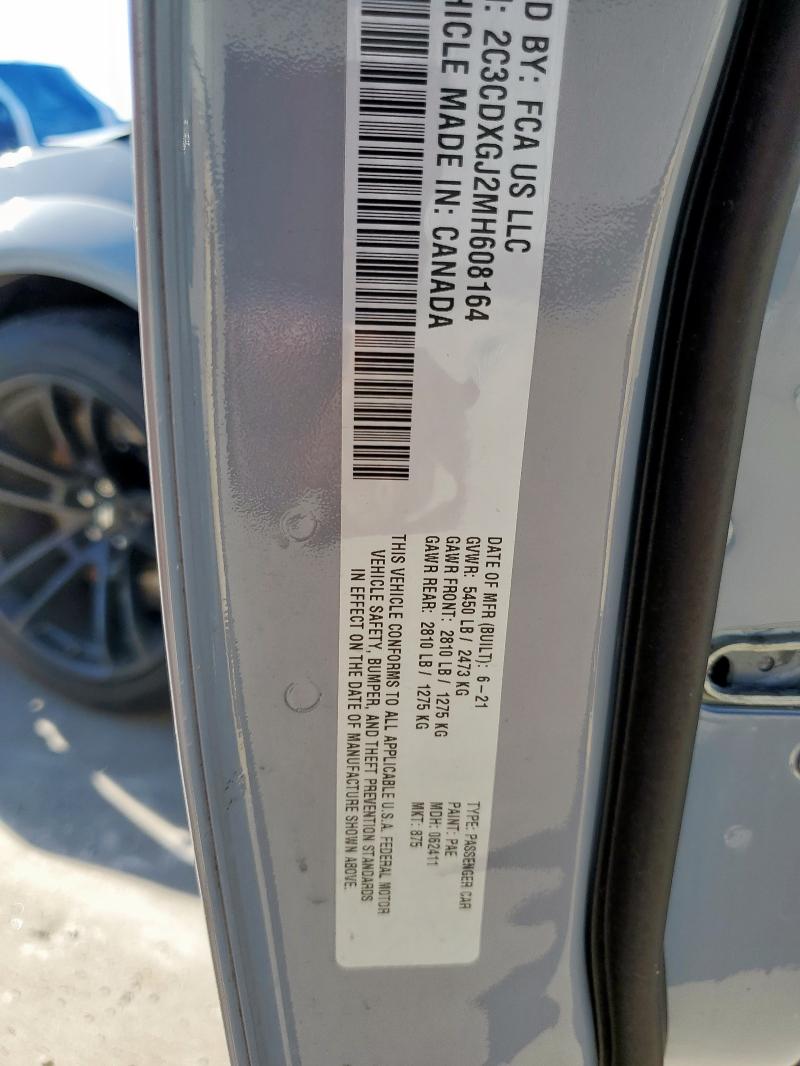 D BY: FCA US LLC
: 2C3CDXGJ2MH608164
HICLE MADE IN: CANADA
DATE OF MFR (BUILT): 6-21
GVWR: 5450 LB / 2473 KG
GAWR FRONT: 2810 LB / 1275 KG
GAWR REAR: 2810 LB / 1275 KG
TYPE: PASSENGER CAR
PAINT: PAE
MDH: 062411
MKT: 875
THIS VEHICLE CONFORMS TO ALL APPLICABLE U.S.A. FEDERAL MOTOR
VEHICLE SAFETY, BUMPER, AND THEFT PREVENTION STANDARDS
IN EFFECT ON THE DATE OF MANUFACTURE SHOWN ABOVE.